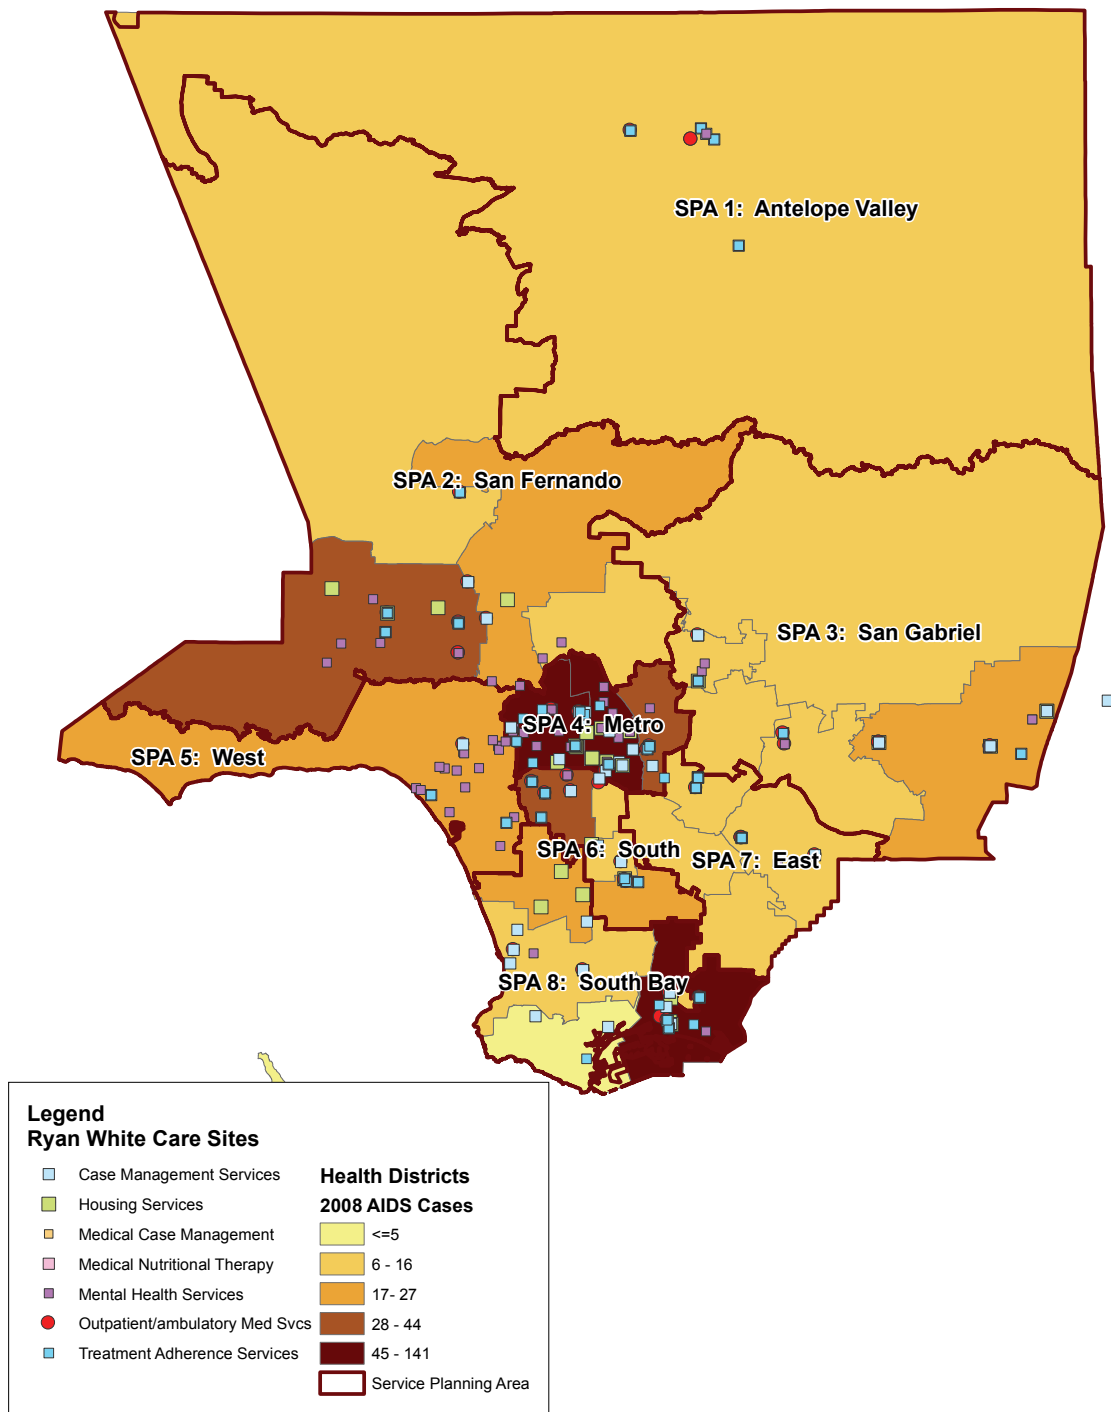 SPA 1: Antelope Valley
SPA 2: San Fernando
SPA 3: San Gabriel
SPA 4: Metro
SPA 5: West
SPA 6: South
SPA 7: East
SPA 8: South Bay
Legend
Ryan White Care Sites
Case Management Services
Housing Services
Medical Case Management
Medical Nutritional Therapy
Mental Health Services
Outpatient/ambulatory Med Svcs
Treatment Adherence Services
Health Districts
2008 AIDS Cases
<=5
6 - 16
17- 27
28 - 44
45 - 141
Service Planning Area